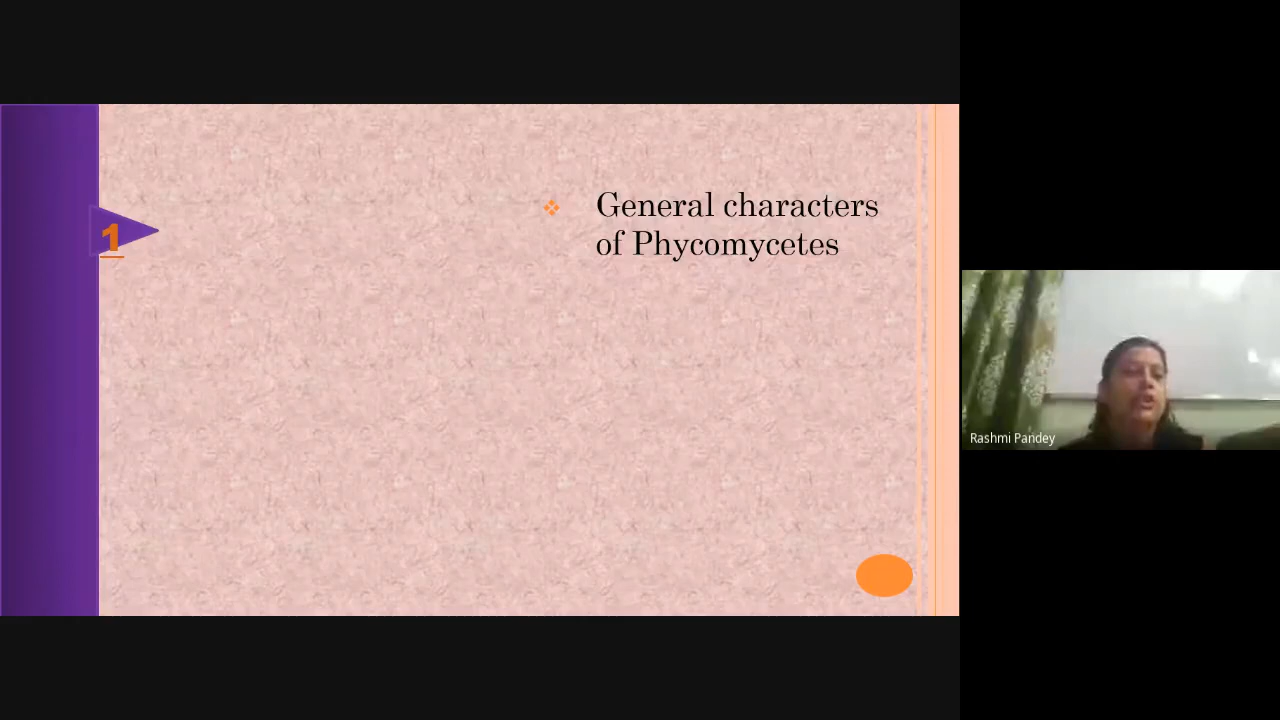 1
❖ General characters
of Phycomycetes
Rashmi Pandey